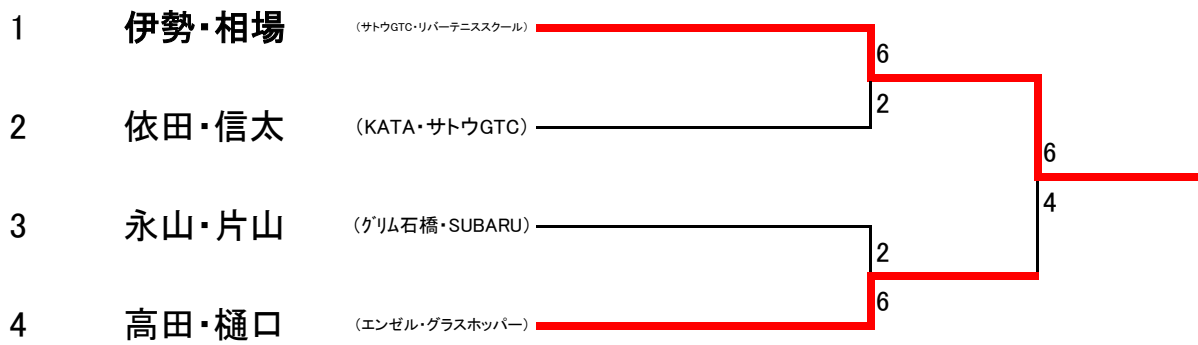 1 伊勢・相場 (サトウGTC・リバーテニススクール)
6
2
2 依田・信太 (KATA・サトウGTC)
6
4
3 永山・片山 (グリム石橋・SUBARU)
2
6
4 高田・樋口 (エンゼル・グラスホッパー)